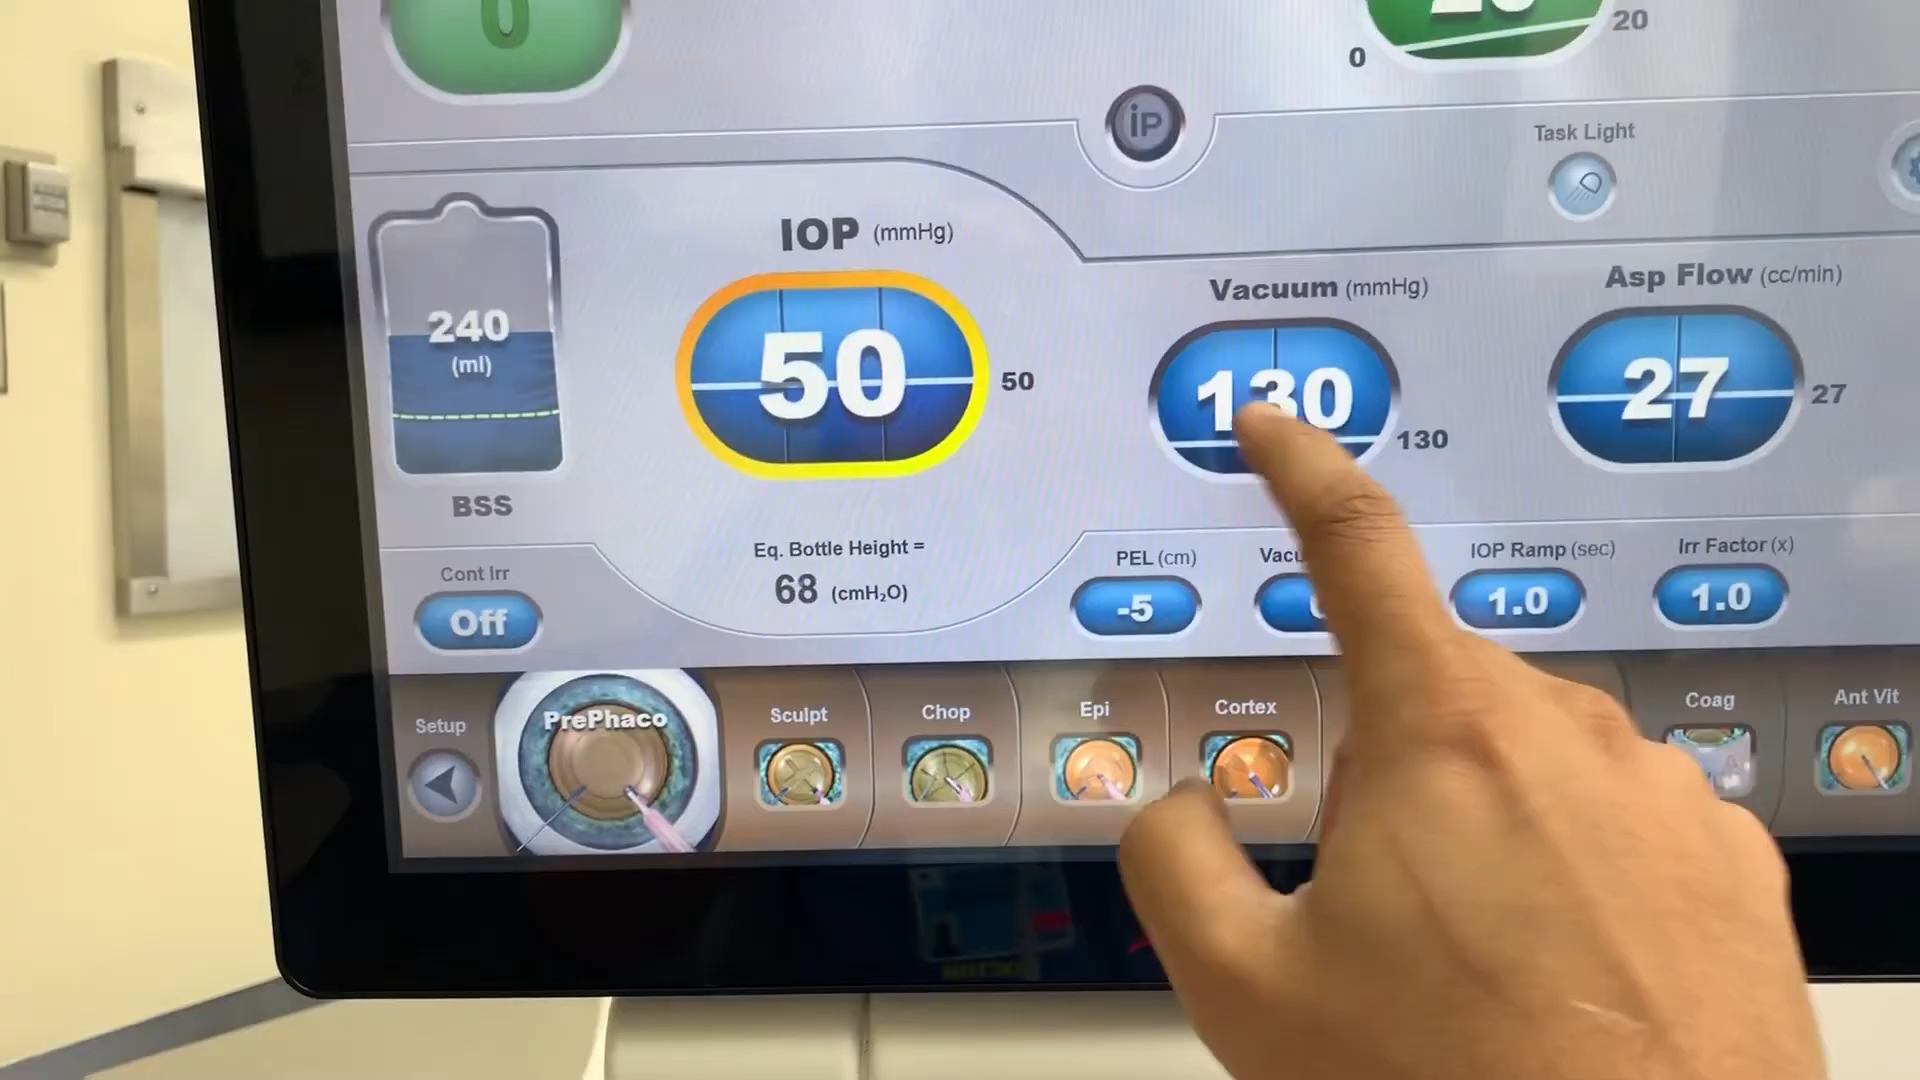 0
20
0
iP
Task Light
IOP (mmHg)
Vacuum (mmHg)
Asp Flow (cc/min)
240
(ml)
50
50
130
130
27
27
BSS
Eq. Bottle Height =
68 (cmH₂O)
PEL (cm)
IOP Ramp (sec)
Irr Factor (x)
Cont Irr
Off
-5
1.0
1.0
Setup
PrePhaco
Sculpt
Chop
Epi
Cortex
Coag
Ant Vit